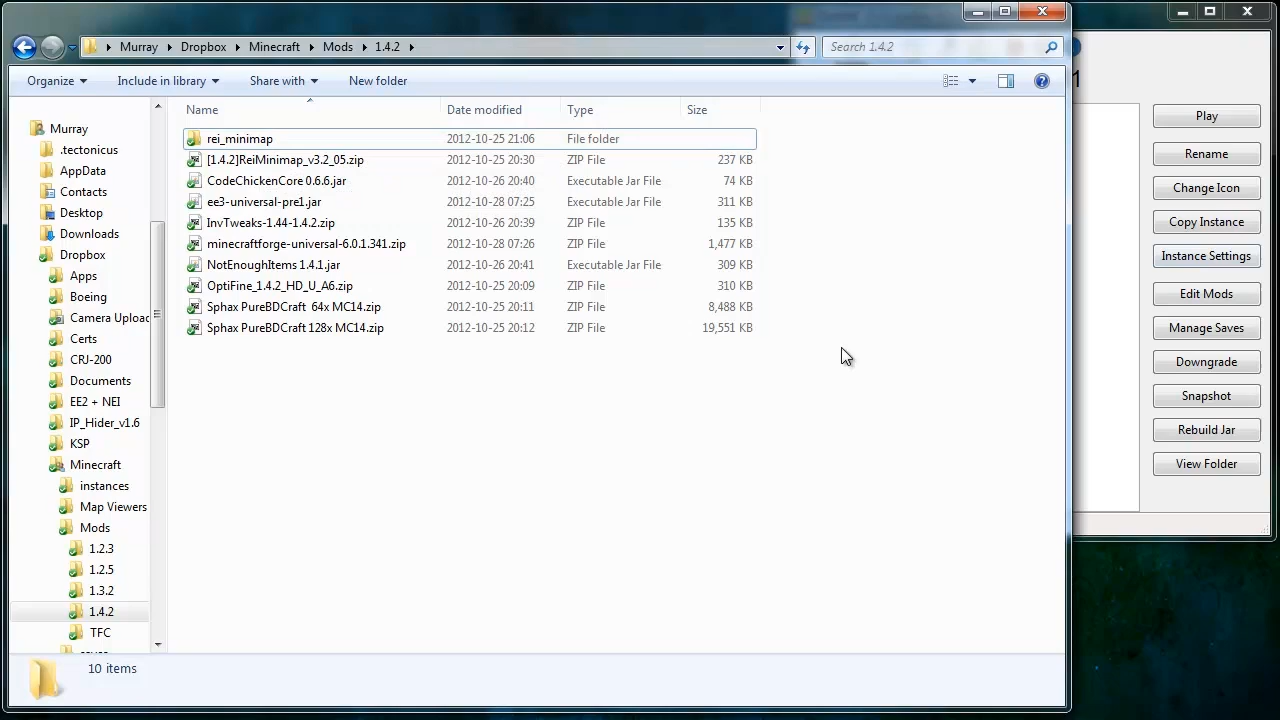 Murray Dropbox Minecraft Mods 1.4.2
Search 1.4.2
Organize Include in library Share with New folder
Name Date modified Type Size
rei_minimap 2012-10-25 21:06 File folder
[1.4.2]ReiMinimap_v3.2_05.zip 2012-10-25 20:30 ZIP File 237 KB
CodeChickenCore 0.6.6.jar 2012-10-26 20:40 Executable Jar File 74 KB
ee3-universal-pre1.jar 2012-10-28 07:25 Executable Jar File 311 KB
InvTweaks-1.44-1.4.2.zip 2012-10-26 20:39 ZIP File 135 KB
minecraftforge-universal-6.0.1.341.zip 2012-10-28 07:26 ZIP File 1,477 KB
NotEnoughItems 1.4.1.jar 2012-10-26 20:41 Executable Jar File 309 KB
OptiFine_1.4.2_HD_U_A6.zip 2012-10-25 20:09 ZIP File 310 KB
Sphax PureBDCraft 64x MC14.zip 2012-10-25 20:11 ZIP File 8,488 KB
Sphax PureBDCraft 128x MC14.zip 2012-10-25 20:12 ZIP File 19,551 KB
Murray
.tectonicus
AppData
Contacts
Desktop
Downloads
Dropbox
Apps
Boeing
Camera Uploac
Certs
CRJ-200
Documents
EE2 + NEI
IP_Hider_v1.6
KSP
Minecraft
instances
Map Viewers
Mods
1.2.3
1.2.5
1.3.2
1.4.2
TFC
10 items
1
Play
Rename
Change Icon
Copy Instance
Instance Settings
Edit Mods
Manage Saves
Downgrade
Snapshot
Rebuild Jar
View Folder